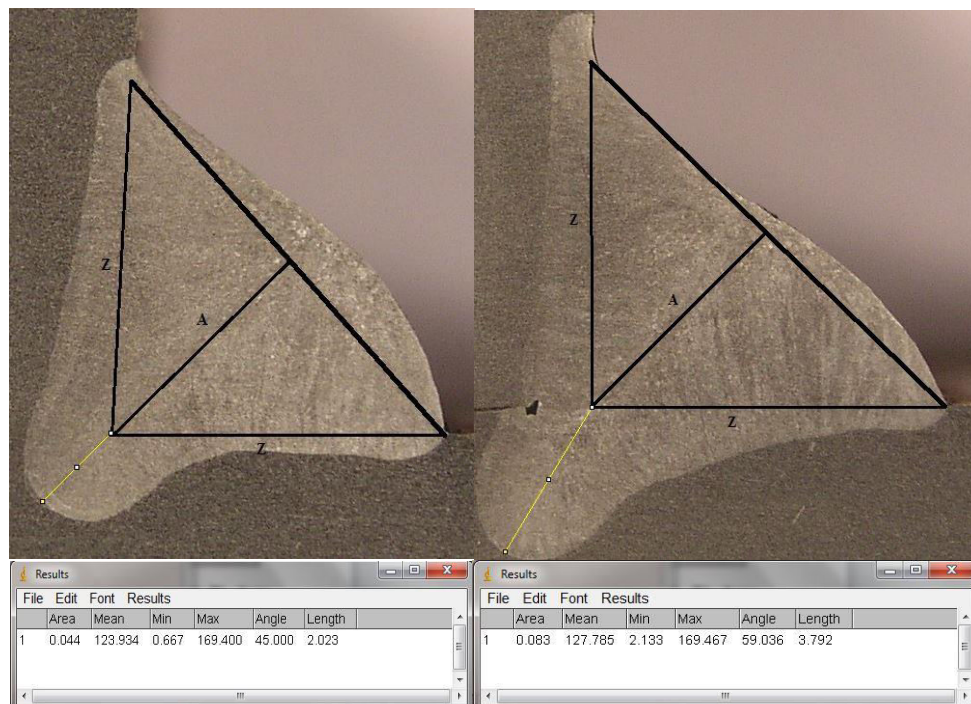 Z
A
Z
Z
A
Z
Results
File Edit Font Results
Area Mean Min Max Angle Length
1 0.044 123.934 0.667 169.400 45.000 2.023
Results
File Edit Font Results
Area Mean Min Max Angle Length
1 0.083 127.785 2.133 169.467 59.036 3.792